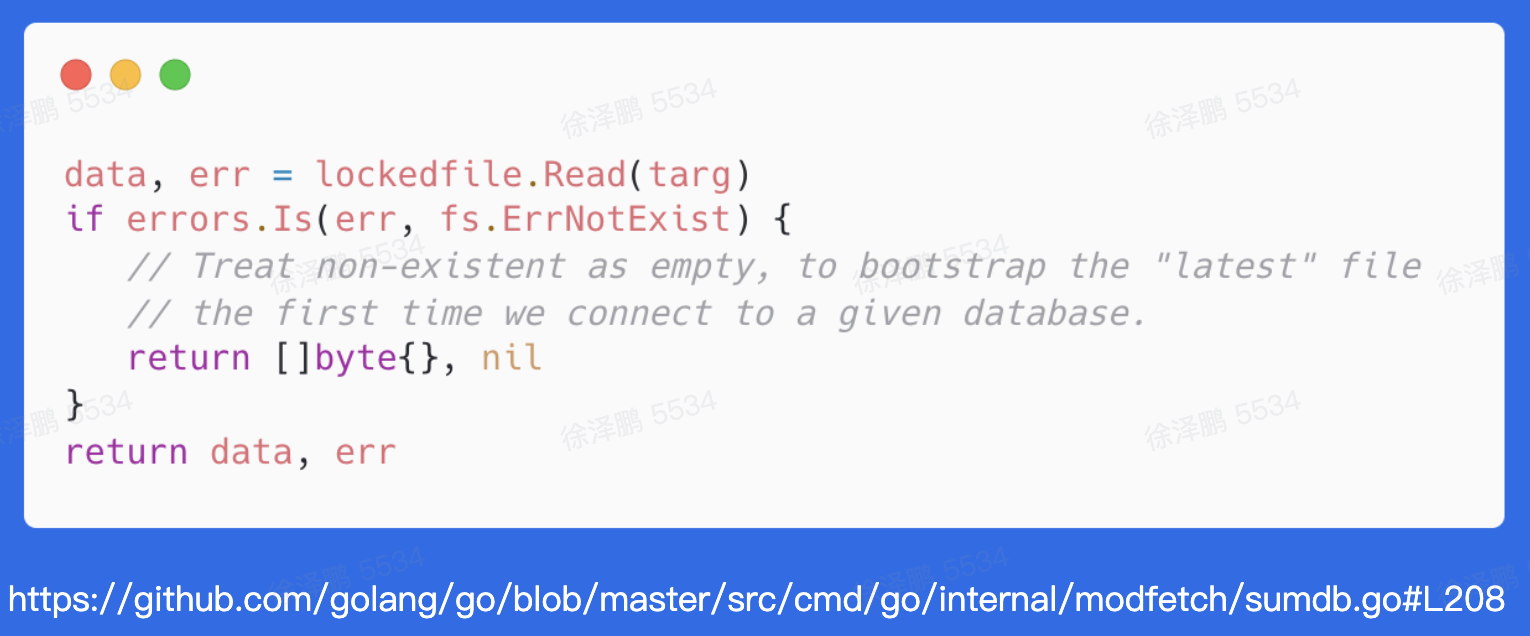 data, err = lockedfile.Read(targ)
if errors.Is(err, fs.ErrNotExist) {
    // Treat non-existent as empty, to bootstrap the "latest" file
    // the first time we connect to a given database.
    return []byte{}, nil
}
return data, err
https://github.com/golang/go/blob/master/src/cmd/go/internal/modfetch/sumdb.go#L208
徐泽鹏 5534